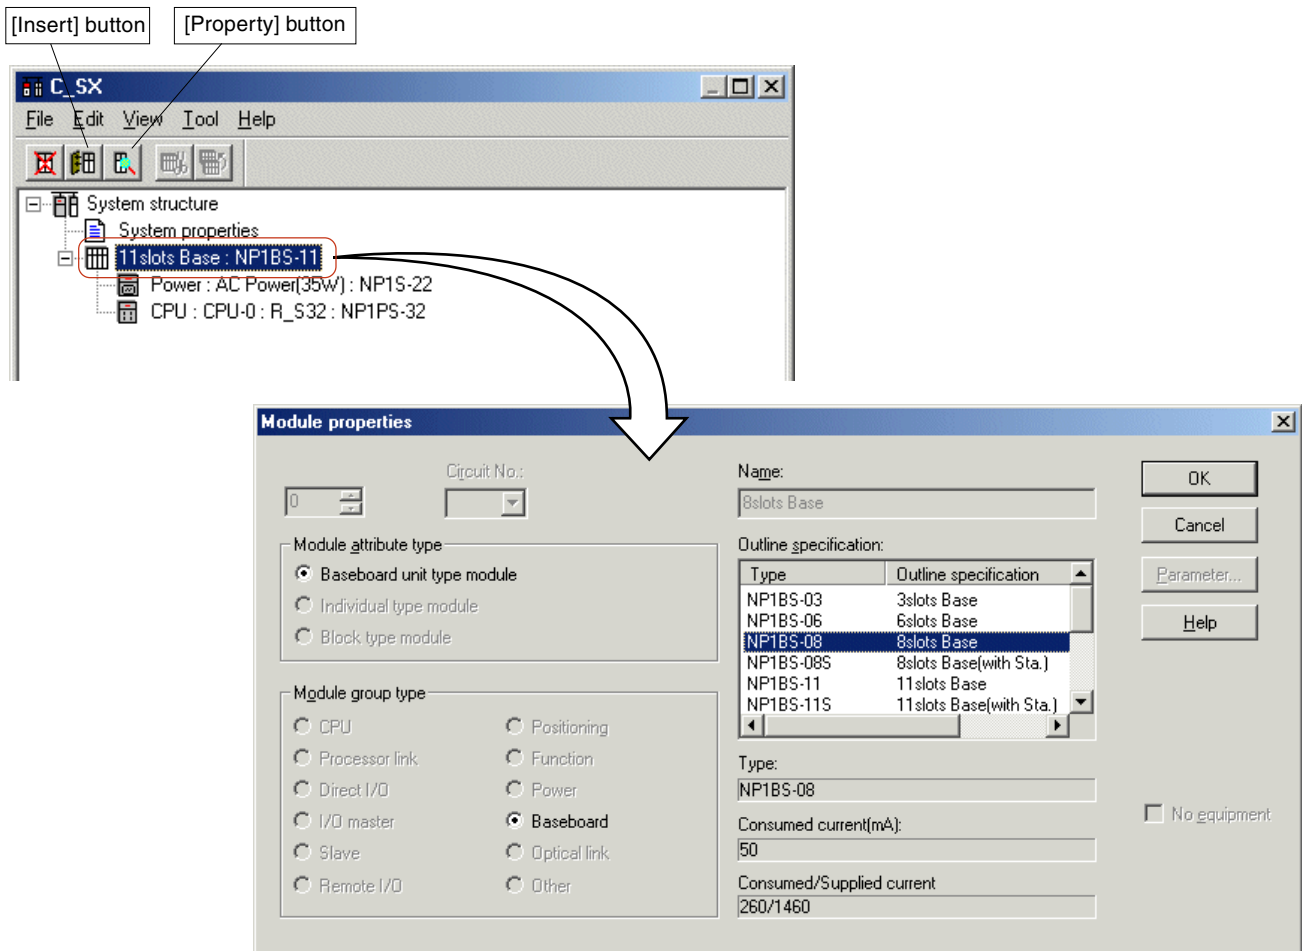 [Insert] button
[Property] button
C_SX
File Edit View Tool Help
System structure
System properties
11slots Base : NP1BS-11
Power : AC Power(35W) : NP1S-22
CPU : CPU-0 : R_S32 : NP1PS-32
Module properties
Circuit No.:
0
Module attribute type
Baseboard unit type module
Individual type module
Block type module
Module group type
CPU Positioning
Processor link Function
Direct I/O Power
I/O master Baseboard
Slave Optical link
Remote I/O Other
Name:
8slots Base
Outline specification:
Type Outline specification
NP1BS-03 3slots Base
NP1BS-06 6slots Base
NP1BS-08 8slots Base
NP1BS-08S 8slots Base(with Sta.)
NP1BS-11 11slots Base
NP1BS-11S 11slots Base(with Sta.)
Type:
NP1BS-08
Consumed current(mA):
50
Consumed/Supplied current
260/1460
OK
Cancel
Parameter...
Help
No equipment